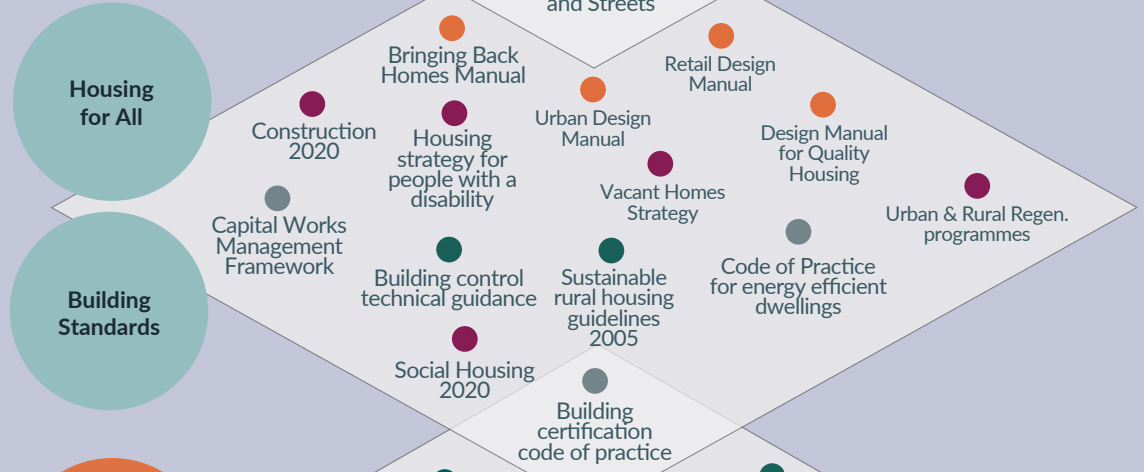 and Streets
Housing
for All
Bringing Back
Homes Manual
Retail Design
Manual
Construction
2020
Housing
strategy for
people with a
disability
Urban Design
Manual
Design Manual
for Quality
Housing
Vacant Homes
Strategy
Urban & Rural Regen.
programmes
Capital Works
Management
Framework
Building
Standards
Building control
technical guidance
Sustainable
rural housing
guidelines
2005
Code of Practice
for energy efficient
dwellings
Social Housing
2020
Building
certification
code of practice